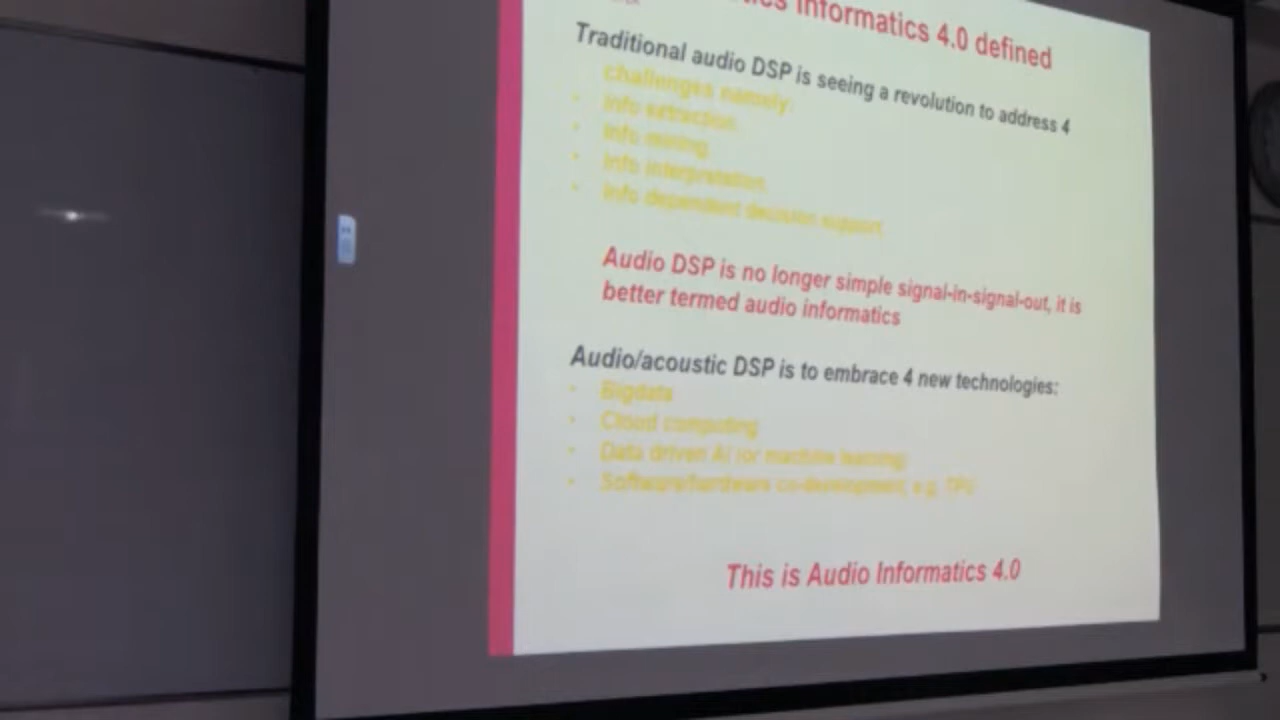 Informatics 4.0 defined
Traditional audio DSP is seeing a revolution to address 4
challenges namely:
• Info extraction
• Info mining
• Info interpretation
• Info dependent decision support
Audio DSP is no longer simple signal-in-signal-out, it is
better termed audio informatics
Audio/acoustic DSP is to embrace 4 new technologies:
• Bigdata
• Cloud computing
• Data driven AI (or machine learning)
• Software/hardware co-development, e.g.
This is Audio Informatics 4.0